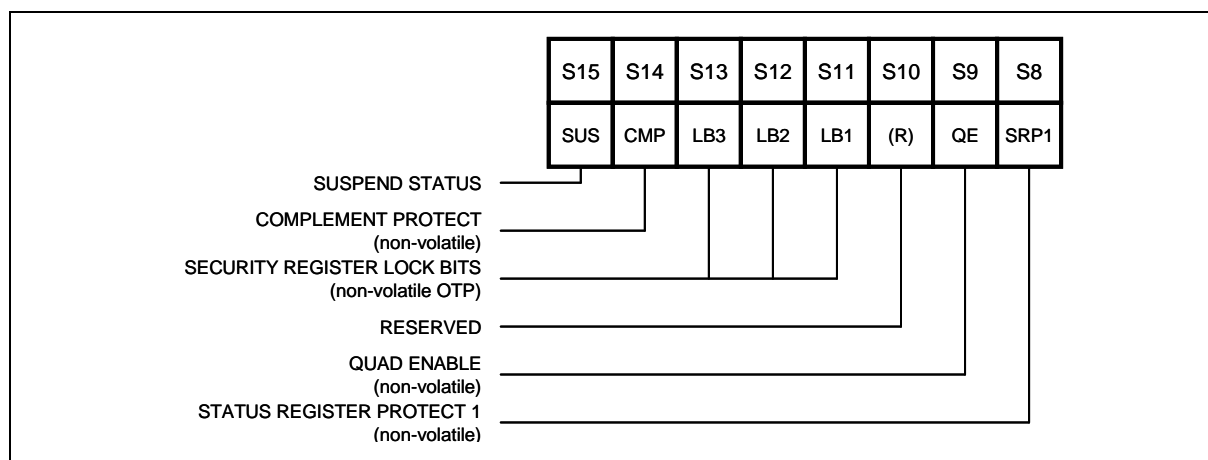 S15 S14 S13 S12 S11 S10 S9 S8
SUS CMP LB3 LB2 LB1 (R) QE SRP1
SUSPEND STATUS
COMPLEMENT PROTECT
(non-volatile)
SECURITY REGISTER LOCK BITS
(non-volatile OTP)
RESERVED
QUAD ENABLE
(non-volatile)
STATUS REGISTER PROTECT 1
(non-volatile)